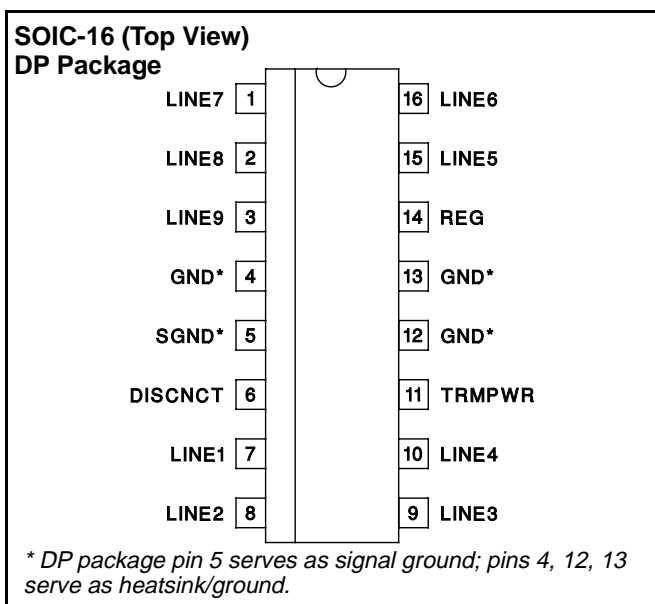 SOIC-16 (Top View)
DP Package
LINE7 1 16 LINE6
LINE8 2 15 LINE5
LINE9 3 14 REG
GND* 4 13 GND*
SGND* 5 12 GND*
DISCNCT 6 11 TRMPWR
LINE1 7 10 LINE4
LINE2 8 9 LINE3
* DP package pin 5 serves as signal ground; pins 4, 12, 13
serve as heatsink/ground.